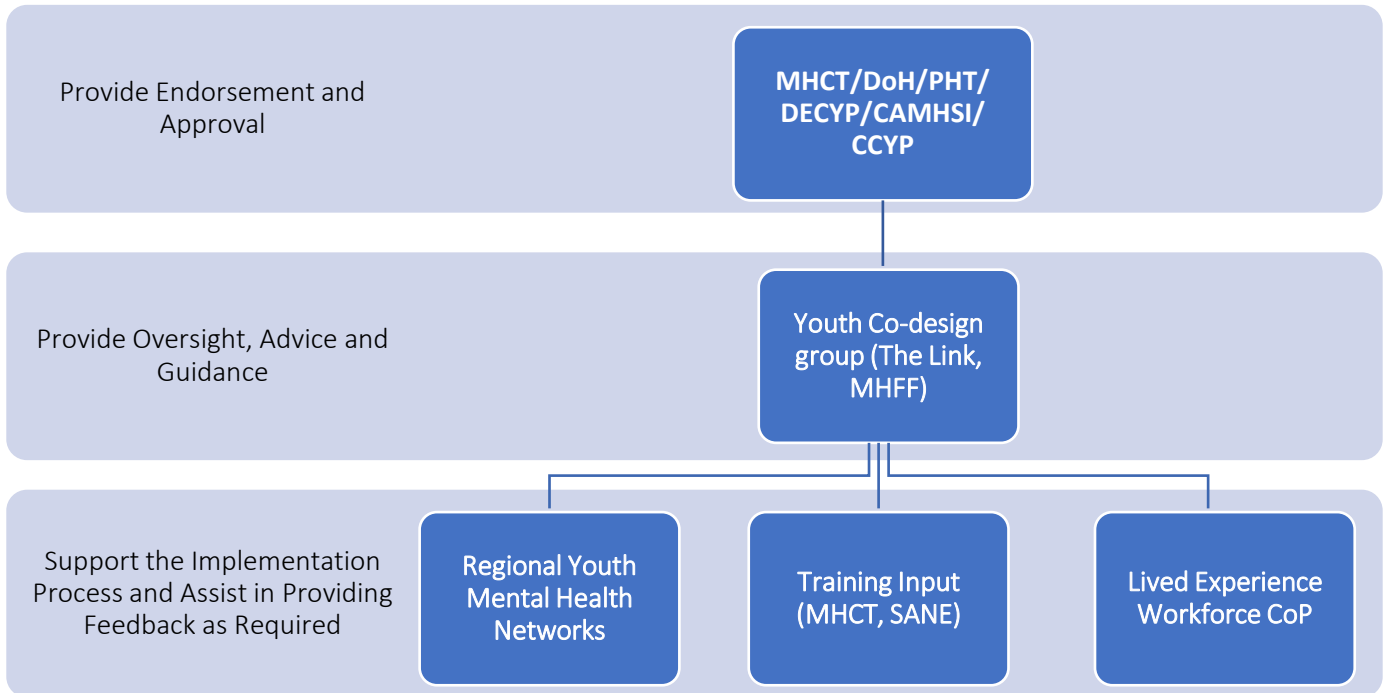 Provide Endorsement and
Approval
MHCT/DoH/PHT/
DECYP/CAMHSI/
CCYP
Provide Oversight, Advice and
Guidance
Youth Co-design
group (The Link,
MHFF)
Support the Implementation
Process and Assist in Providing
Feedback as Required
Regional Youth
Mental Health
Networks
Training Input
(MHCT, SANE)
Lived Experience
Workforce CoP